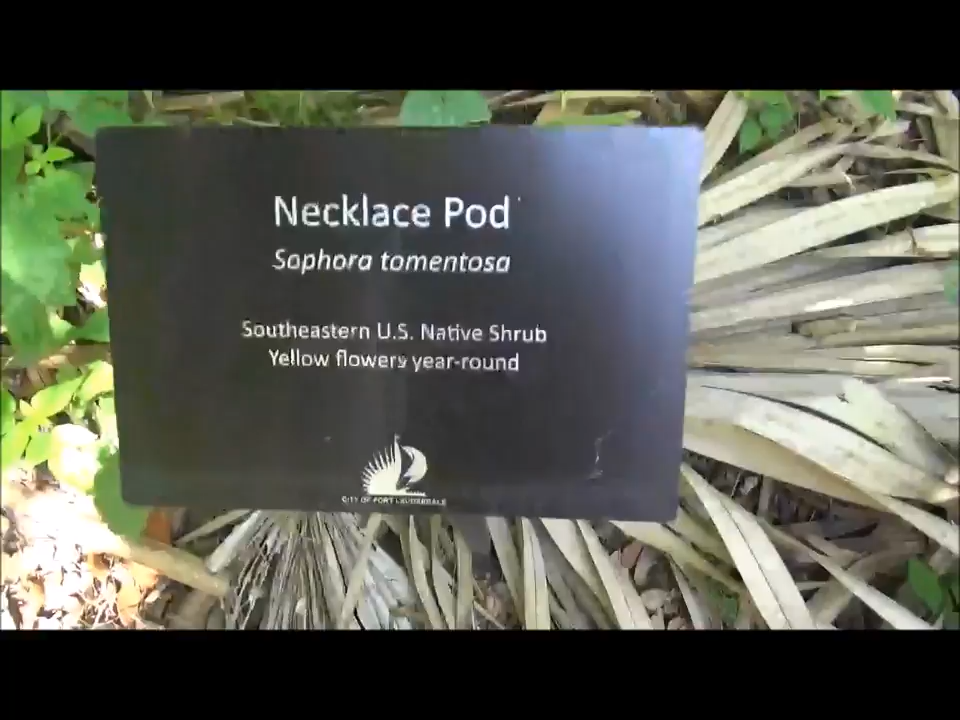 Necklace Pod
Sophora tomentosa
Southeastern U.S. Native Shrub
Yellow flowers year-round
CITY OF FORT LAUDERDALE